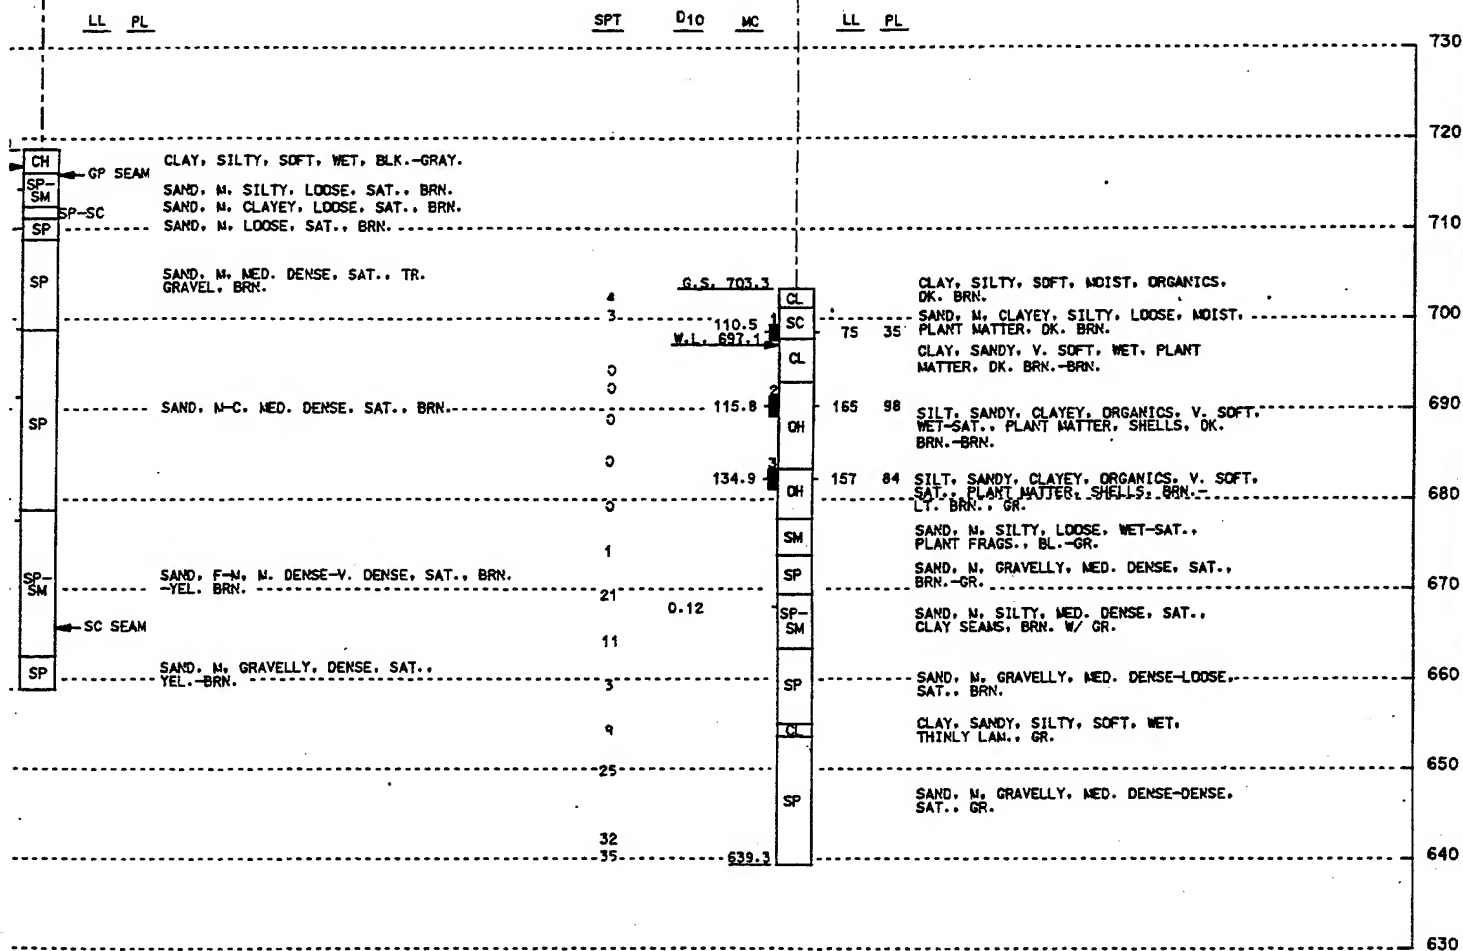 LL PL SPT D10 MC LL PL
730
720
CH CLAY, SILTY, SOFT, WET, BLK.-GRAY.
GP SEAM
SP-SM SAND, M, SILTY, LOOSE, SAT., BRN.
SP-SC SAND, M, CLAYEY, LOOSE, SAT., BRN.
SP SAND, M, LOOSE, SAT., BRN. 710
SP SAND, M, MED. DENSE, SAT., TR.
GRAVEL, BRN.
G.S. 703.3
4 CL CLAY, SILTY, SOFT, MOIST, ORGANICS,
DK. BRN.
3 SC SAND, M, CLAYEY, SILTY, LOOSE, MOIST, 700
110.5 1 75 35 PLANT MATTER, DK. BRN.
W.L. 697.1
CL CLAY, SANDY, V. SOFT, WET, PLANT
MATTER, DK. BRN.-BRN.
0
0
SP SAND, M-C, MED. DENSE, SAT., BRN. 115.8 2 165 98 690
0 OH SILT, SANDY, CLAYEY, ORGANICS, V. SOFT,
WET-SAT., PLANT MATTER, SHELLS, DK.
BRN.-BRN.
0
134.9 3 157 84 SILT, SANDY, CLAYEY, ORGANICS, V. SOFT,
OH SAT., PLANT MATTER, SHELLS, BRN.- 680
0 LT. BRN., GR.
SM SAND, M, SILTY, LOOSE, WET-SAT.,
PLANT FRAGS., BL.-GR.
1
SP-SM SAND, F-M, M. DENSE-V. DENSE, SAT., BRN.
-YEL. BRN.
SP SAND, M, GRAVELLY, MED. DENSE, SAT.,
BRN.-GR. 670
21
0.12 SP-SM SAND, M, SILTY, MED. DENSE, SAT.,
CLAY SEAMS, BRN. W/ GR.
SC SEAM
11
SP SAND, M, GRAVELLY, DENSE, SAT.,
YEL.-BRN.
3 SP SAND, M, GRAVELLY, MED. DENSE-LOOSE, 660
SAT., BRN.
9 CL CLAY, SANDY, SILTY, SOFT, WET,
THINLY LAM., GR.
25 650
SP SAND, M, GRAVELLY, MED. DENSE-DENSE,
SAT., GR.
32
35 639.3 640
630